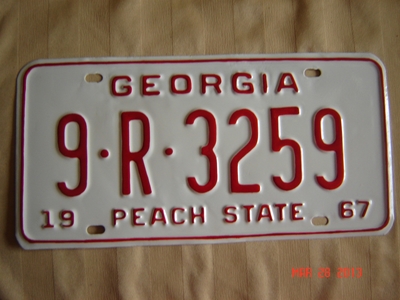 GEORGIA
9·R·3259
19 PEACH STATE 67